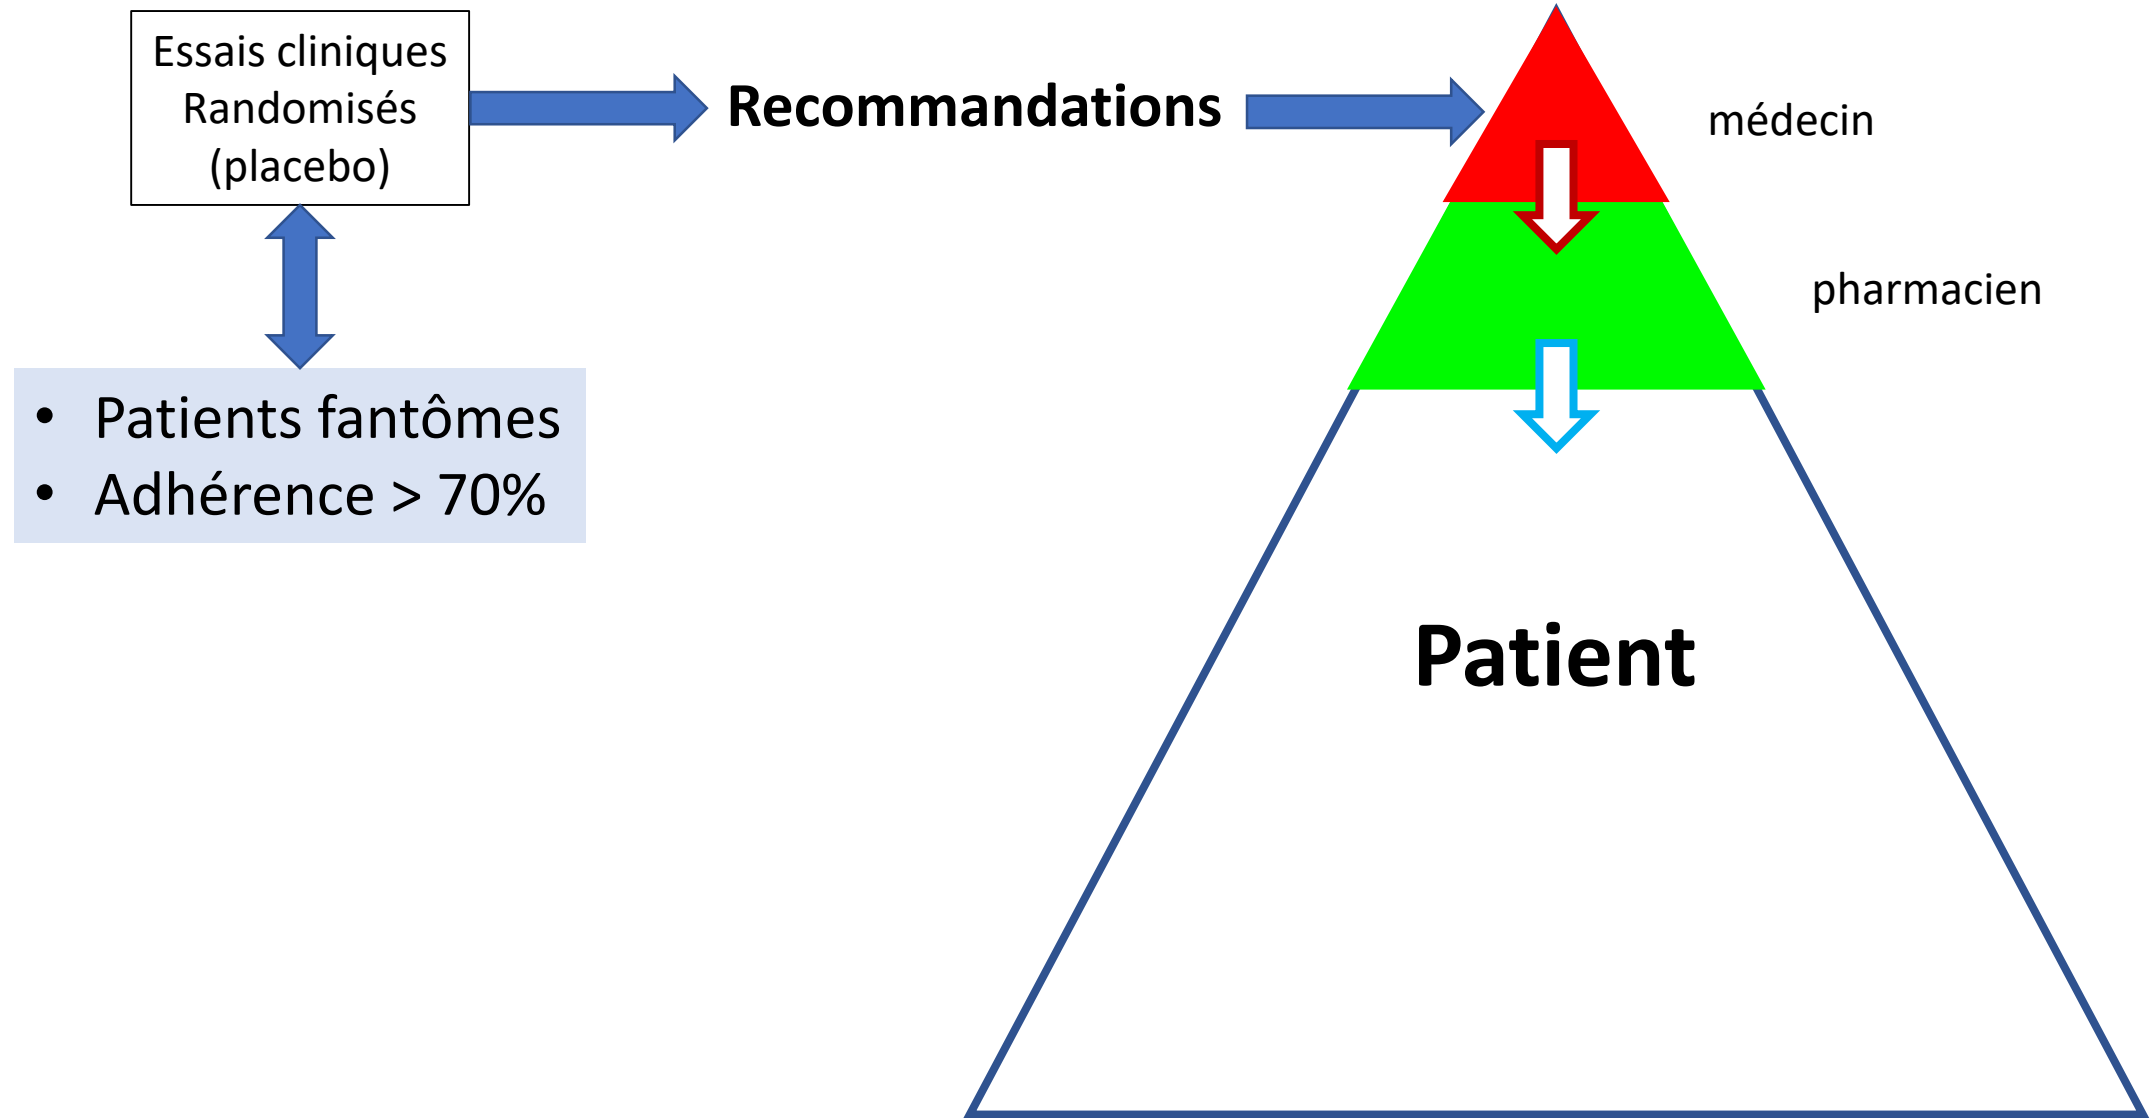 Essais cliniques
Randomisés
(placebo)
Recommandations
médecin
pharmacien
• Patients fantômes
• Adhérence > 70%
Patient